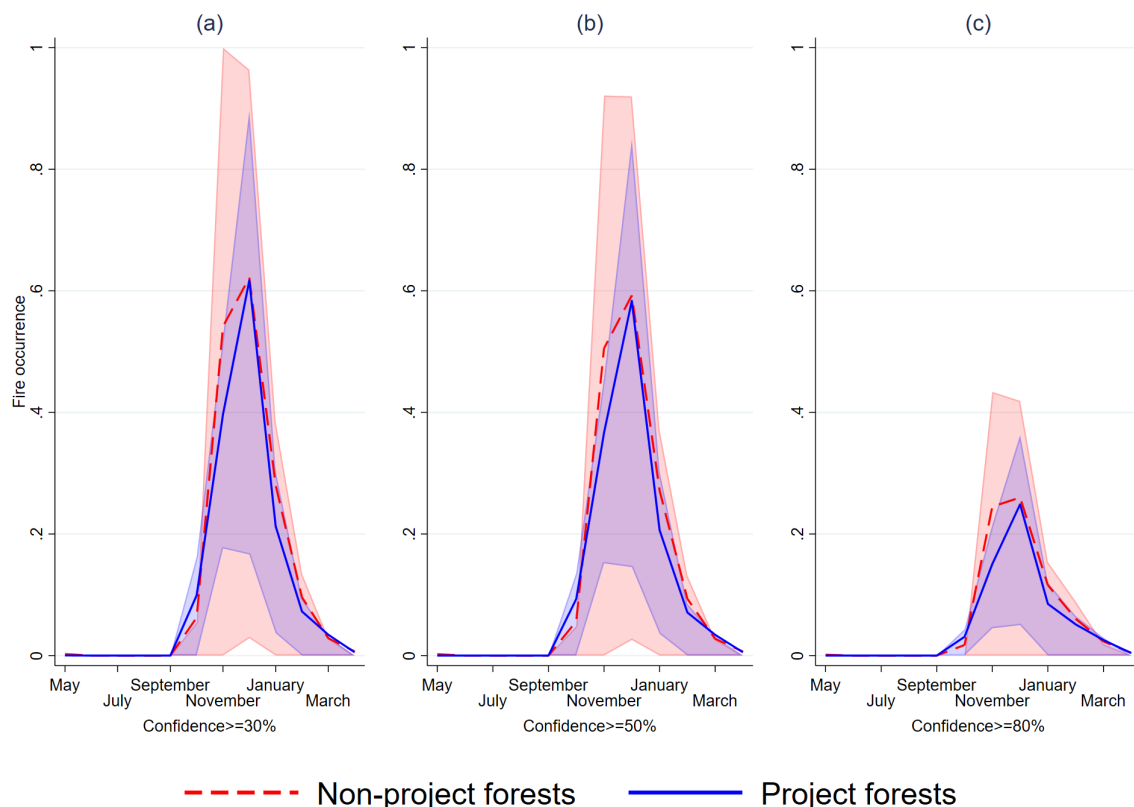 (a) (b) (c)
Fire occurrence
1 1 1
.8 .8 .8
.6 .6 .6
.4 .4 .4
.2 .2 .2
0 0 0
May September January May September January May September January
July November March July November March July November March
Confidence>=30% Confidence>=50% Confidence>=80%
Non-project forests Project forests